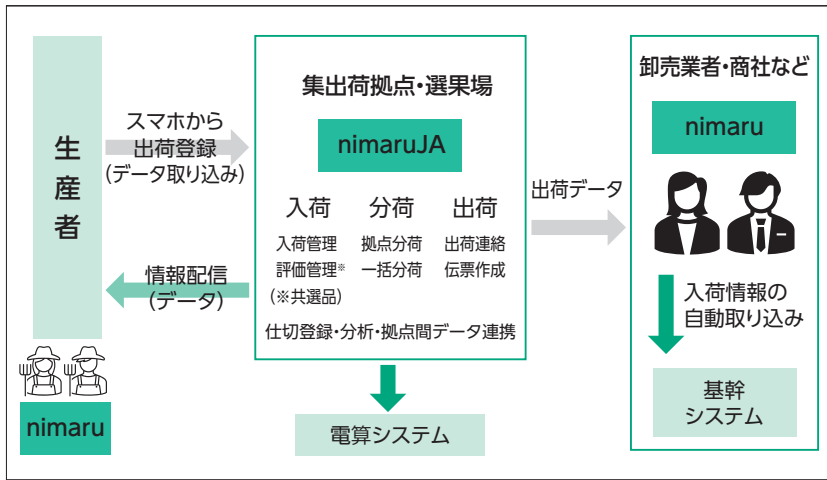 生産者
nimaru
スマホから
出荷登録
(データ取り込み)
情報配信
(データ)
集出荷拠点・選果場
nimaruJA
入荷 分荷 出荷
入荷管理 拠点分荷 出荷連絡
評価管理※ 一括分荷 伝票作成
(※共選品)
仕切登録・分析・拠点間データ連携
電算システム
出荷データ
卸売業者・商社など
nimaru
入荷情報の
自動取り込み
基幹
システム